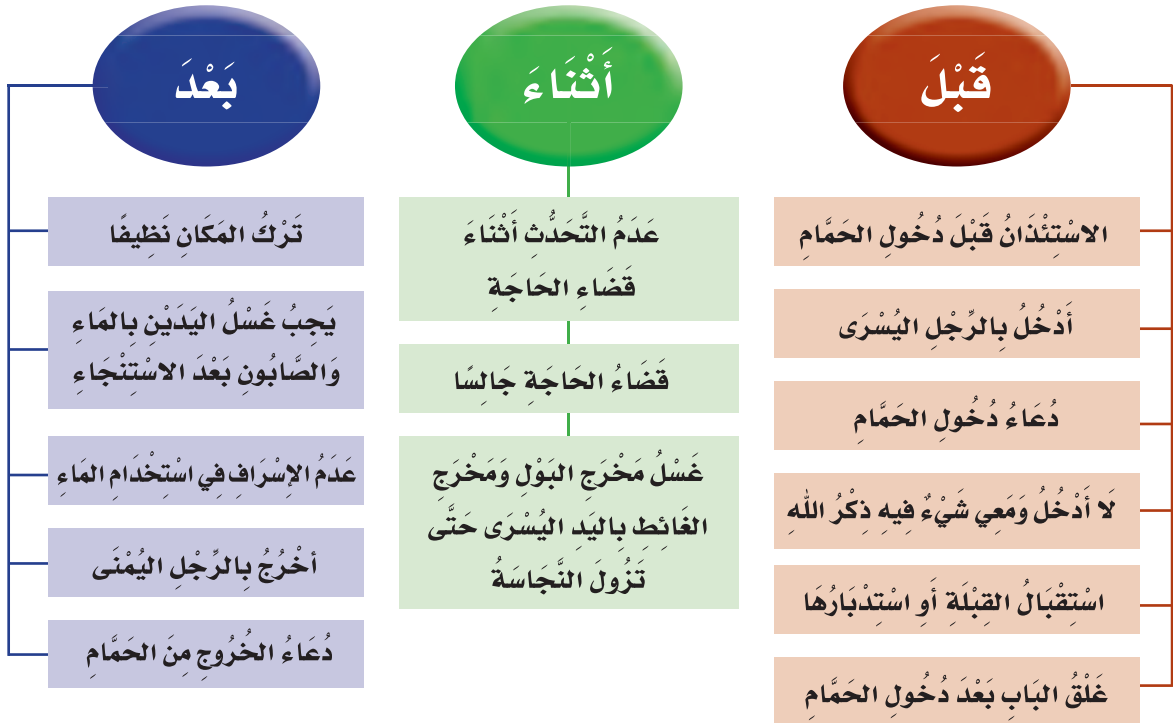 قَبْلَ
الاسْتِئْذَانُ قَبْلَ دُخُولِ الحَمَّامِ
أَدْخُلُ بِالرِّجْلِ اليُسْرَى
دُعَاءُ دُخُولِ الحَمَّامِ
لَا أَدْخُلُ وَمَعِي شَيْءٌ فِيهِ ذِكْرُ اللهِ
اسْتِقْبَالُ القِبْلَةِ أَوِ اسْتِدْبَارُهَا
غَلْقُ البَابِ بَعْدَ دُخُولِ الحَمَّامِ
أَثْنَاءَ
عَدَمُ التَّحَدُّثِ أَثْنَاءَ
قَضَاءِ الحَاجَةِ
قَضَاءُ الحَاجَةِ جَالِسًا
غَسْلُ مَخْرَجِ البَوْلِ وَمَخْرَجِ
الغَائِطِ بِاليَدِ اليُسْرَى حَتَّى
تَزُولَ النَّجَاسَةُ
بَعْدَ
تَرْكُ المَكَانِ نَظِيفًا
يَجِبُ غَسْلُ اليَدَيْنِ بِالمَاءِ
وَالصَّابُونِ بَعْدَ الاسْتِنْجَاءِ
عَدَمُ الإِسْرَافِ فِي اسْتِخْدَامِ المَاءِ
أَخْرُجُ بِالرِّجْلِ اليُمْنَى
دُعَاءُ الخُرُوجِ مِنَ الحَمَّامِ